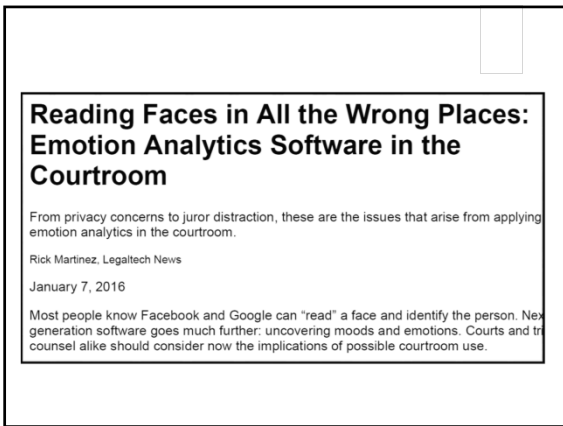 Reading Faces in All the Wrong Places:
Emotion Analytics Software in the
Courtroom
From privacy concerns to juror distraction, these are the issues that arise from applying
emotion analytics in the courtroom.
Rick Martinez, Legaltech News
January 7, 2016
Most people know Facebook and Google can “read” a face and identify the person.
generation software goes much further: uncovering moods and emotions. Courts and
counsel alike should consider now the implications of possible courtroom use.